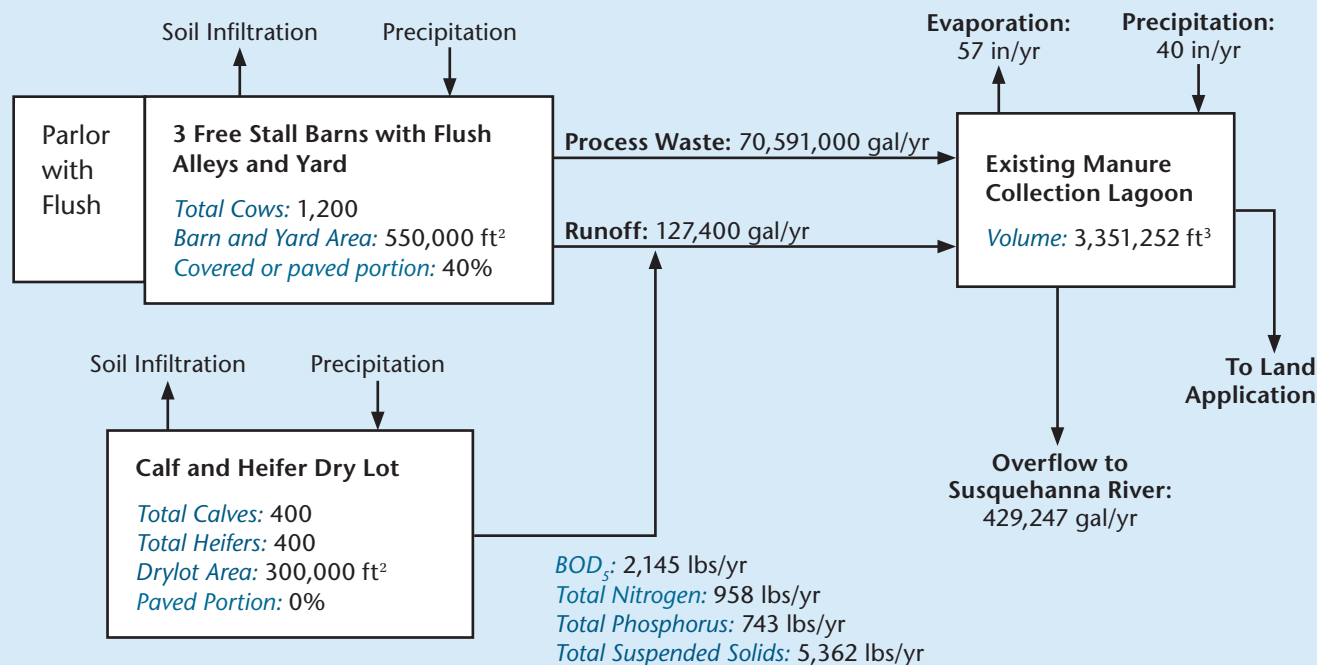 Soil Infiltration
Precipitation
Parlor
with
Flush
3 Free Stall Barns with Flush
Alleys and Yard
Total Cows: 1,200
Barn and Yard Area: 550,000 ft²
Covered or paved portion: 40%
Process Waste: 70,591,000 gal/yr
Runoff: 127,400 gal/yr
Evaporation:
57 in/yr
Precipitation:
40 in/yr
Existing Manure
Collection Lagoon
Volume: 3,351,252 ft³
To Land
Application
Overflow to
Susquehanna River:
429,247 gal/yr
Soil Infiltration
Precipitation
Calf and Heifer Dry Lot
Total Calves: 400
Total Heifers: 400
Drylot Area: 300,000 ft²
Paved Portion: 0%
BOD₅: 2,145 lbs/yr
Total Nitrogen: 958 lbs/yr
Total Phosphorus: 743 lbs/yr
Total Suspended Solids: 5,362 lbs/yr